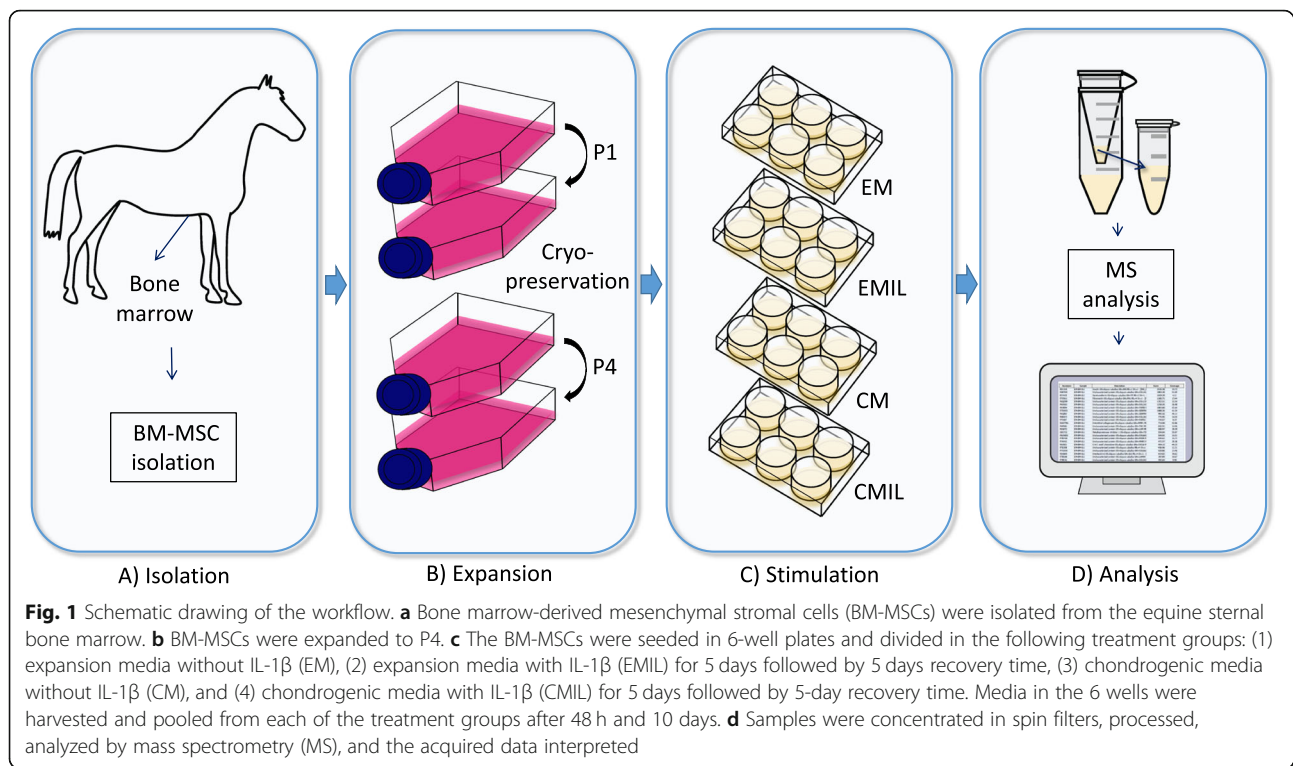 Bone
marrow
BM-MSC
isolation
P1
Cryo-
preservation
P4
EM
EMIL
CM
CMIL
MS
analysis
A) Isolation
B) Expansion
C) Stimulation
D) Analysis
Fig. 1 Schematic drawing of the workflow. a Bone marrow-derived mesenchymal stromal cells (BM-MSCs) were isolated from the equine sternal
bone marrow. b BM-MSCs were expanded to P4. c The BM-MSCs were seeded in 6-well plates and divided in the following treatment groups: (1)
expansion media without IL-1β (EM), (2) expansion media with IL-1β (EMIL) for 5 days followed by 5 days recovery time, (3) chondrogenic media
without IL-1β (CM), and (4) chondrogenic media with IL-1β (CMIL) for 5 days followed by 5-day recovery time. Media in the 6 wells were
harvested and pooled from each of the treatment groups after 48 h and 10 days. d Samples were concentrated in spin filters, processed,
analyzed by mass spectrometry (MS), and the acquired data interpreted